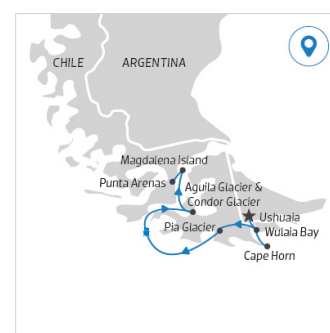 CHILE ARGENTINA
Magdalena Island
Punta Arenas
Aguila Glacier &
Condor Glacier
Ushuaia
Pia Glacier
Wulaia Bay
Cape Horn